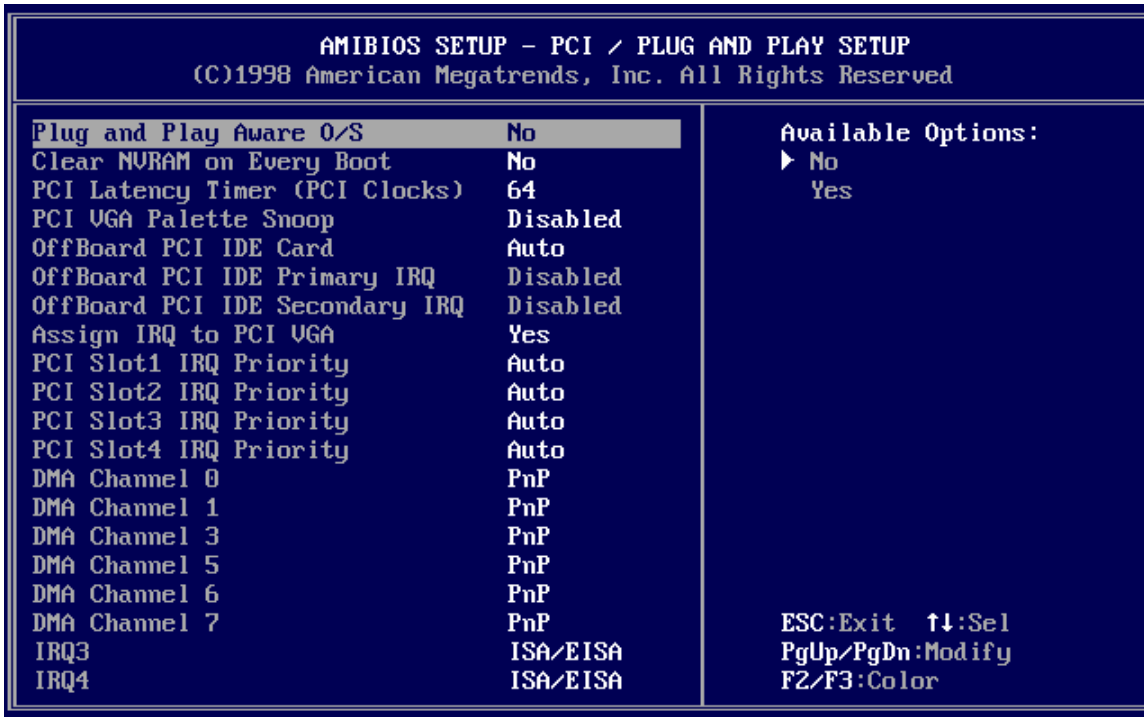 AMIBIOS SETUP - PCI / PLUG AND PLAY SETUP
(C)1998 American Megatrends, Inc. All Rights Reserved
Plug and Play Aware O/S No
Clear NVRAM on Every Boot No
PCI Latency Timer (PCI Clocks) 64
PCI VGA Palette Snoop Disabled
OffBoard PCI IDE Card Auto
OffBoard PCI IDE Primary IRQ Disabled
OffBoard PCI IDE Secondary IRQ Disabled
Assign IRQ to PCI VGA Yes
PCI Slot1 IRQ Priority Auto
PCI Slot2 IRQ Priority Auto
PCI Slot3 IRQ Priority Auto
PCI Slot4 IRQ Priority Auto
DMA Channel 0 PnP
DMA Channel 1 PnP
DMA Channel 3 PnP
DMA Channel 5 PnP
DMA Channel 6 PnP
DMA Channel 7 PnP
IRQ3 ISA/EISA
IRQ4 ISA/EISA
Available Options:
► No
Yes
ESC:Exit ↑↓:Sel
PgUp/PgDn:Modify
F2/F3:Color